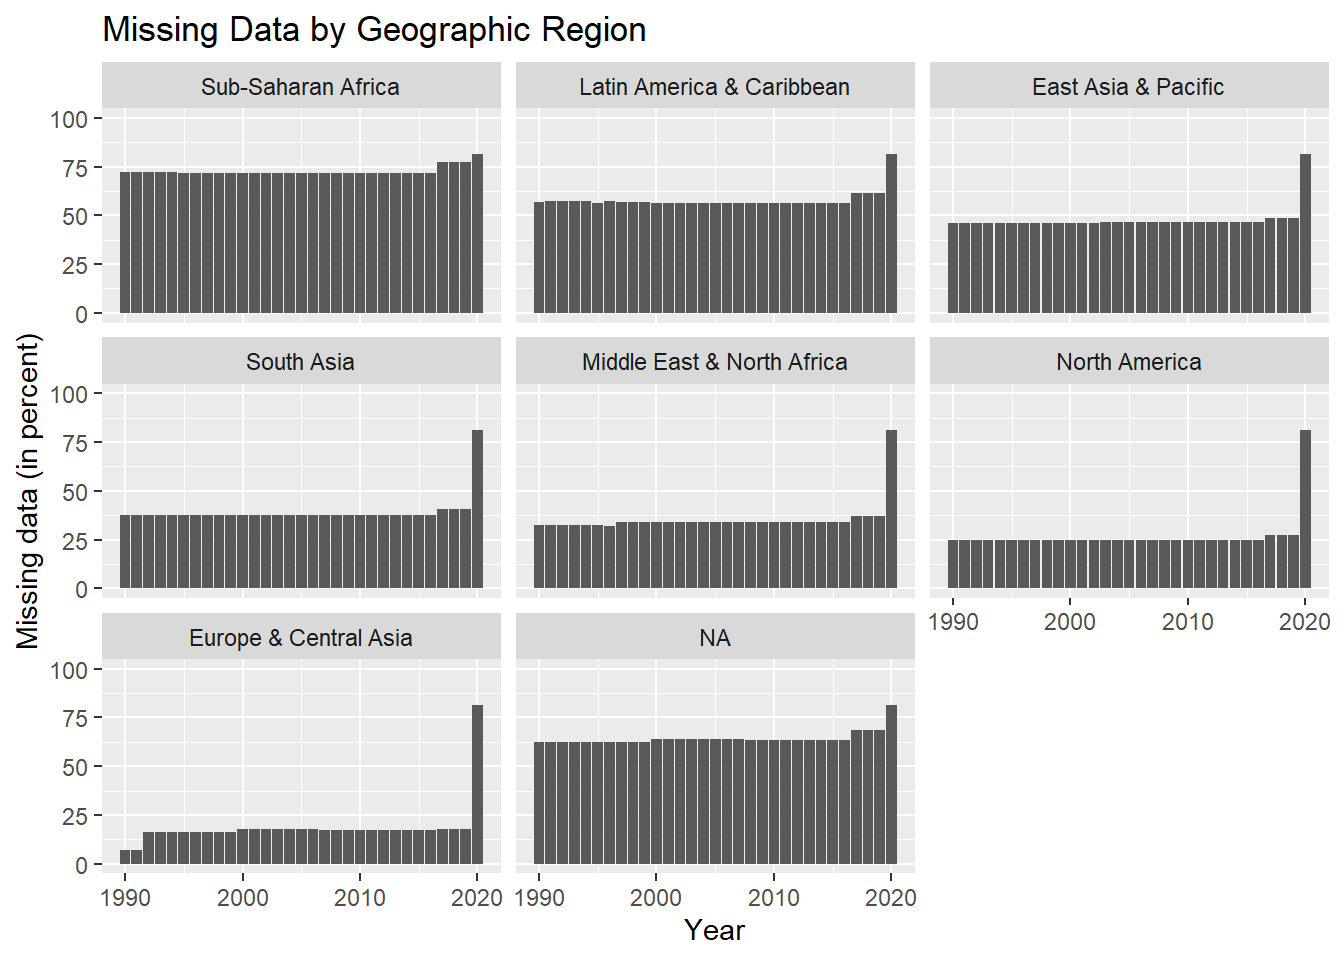 Missing Data by Geographic Region
Sub-Saharan Africa
Latin America & Caribbean
East Asia & Pacific
100
75
50
25
0
South Asia
Middle East & North Africa
North America
100
75
50
25
0
1990 2000 2010 2020
Europe & Central Asia
NA
100
75
50
25
0
1990 2000 2010 2020
1990 2000 2010 2020
Missing data (in percent)
Year